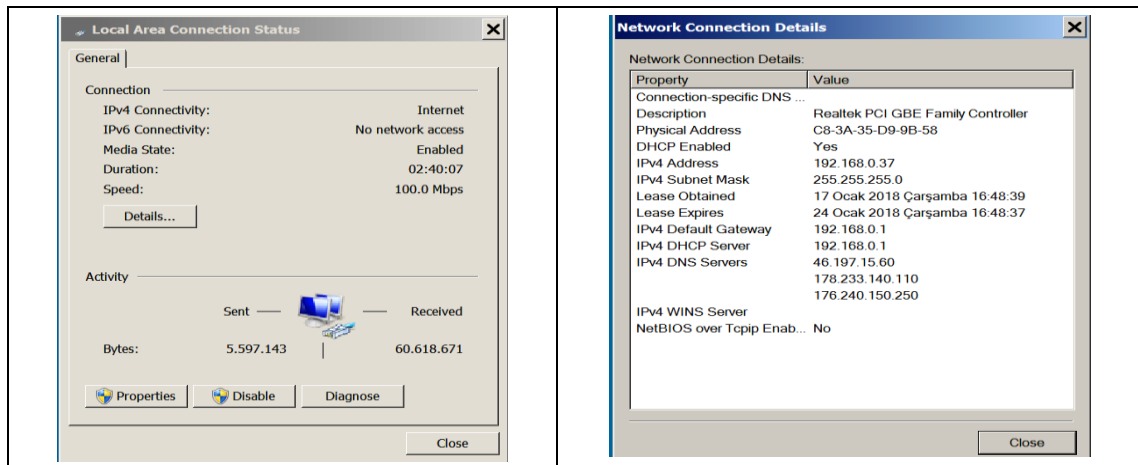 Local Area Connection Status
General
Connection
IPv4 Connectivity: Internet
IPv6 Connectivity: No network access
Media State: Enabled
Duration: 02:40:07
Speed: 100.0 Mbps
Details...
Activity
Sent Received
Bytes: 5.597.143 60.618.671
Properties Disable Diagnose
Close
Network Connection Details
Network Connection Details:
Property Value
Connection-specific DNS ...
Description Realtek PCI GBE Family Controller
Physical Address C8-3A-35-D9-9B-58
DHCP Enabled Yes
IPv4 Address 192.168.0.37
IPv4 Subnet Mask 255.255.255.0
Lease Obtained 17 Ocak 2018 Çarşamba 16:48:39
Lease Expires 24 Ocak 2018 Çarşamba 16:48:37
IPv4 Default Gateway 192.168.0.1
IPv4 DHCP Server 192.168.0.1
IPv4 DNS Servers 46.197.15.60
178.233.140.110
176.240.150.250
IPv4 WINS Server
NetBIOS over Tcpip Enab... No
Close